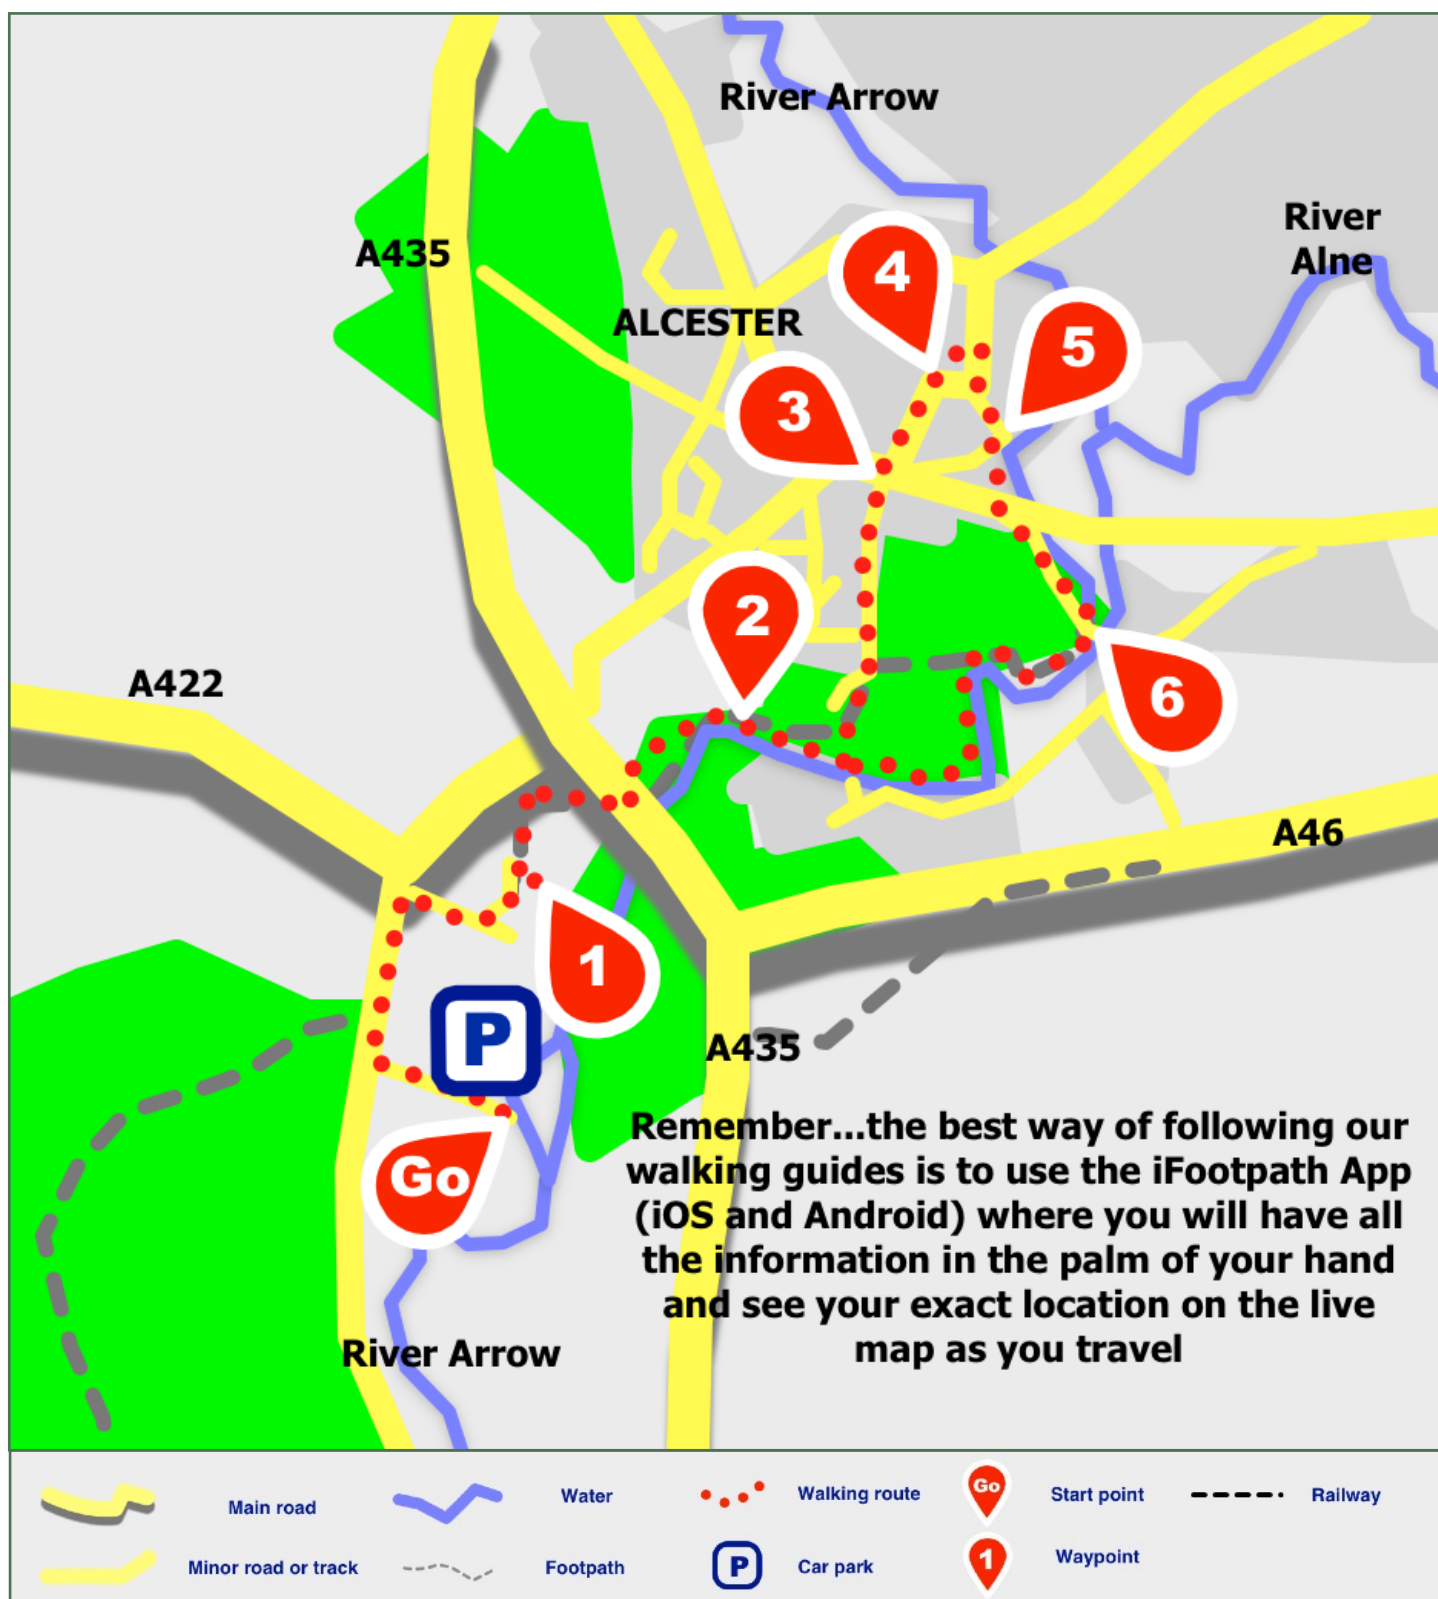 River Arrow
River
Alne
A435
4
ALCESTER
5
3
2
A422
6
A46
1
P
A435
Remember...the best way of following our
walking guides is to use the iFootpath App
(iOS and Android) where you will have all
the information in the palm of your hand
and see your exact location on the live
map as you travel
Go
River Arrow
Main road
Water
Walking route
Go
Start point
Railway
Minor road or track
Footpath
P
Car park
1
Waypoint